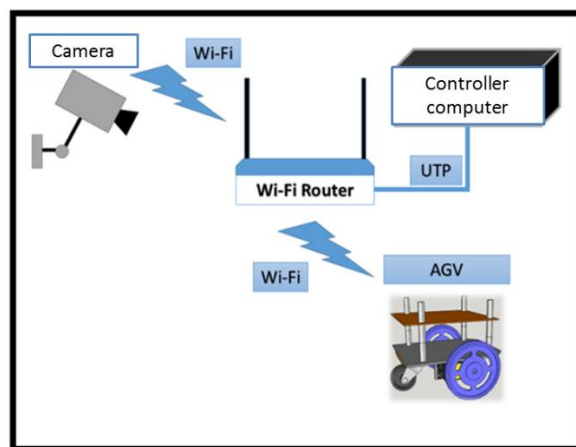 Camera
Wi-Fi
Controller
computer
UTP
Wi-Fi Router
Wi-Fi
AGV